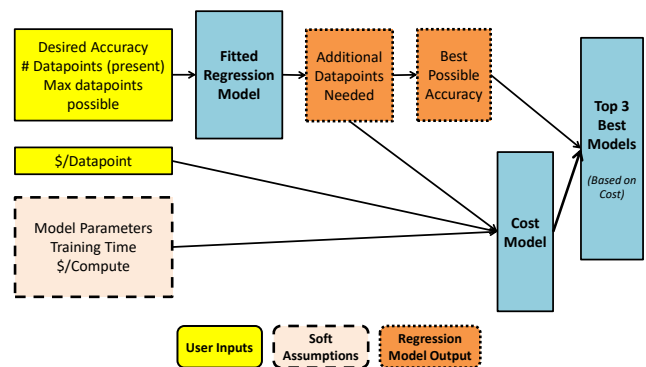 Desired Accuracy
# Datapoints (present)
Max datapoints
possible
Fitted
Regression
Model
Additional
Datapoints
Needed
Best
Possible
Accuracy
Top 3
Best
Models
(Based on
Cost)
$/Datapoint
Model Parameters
Training Time
$/Compute
Cost
Model
User Inputs
Soft
Assumptions
Regression
Model Output